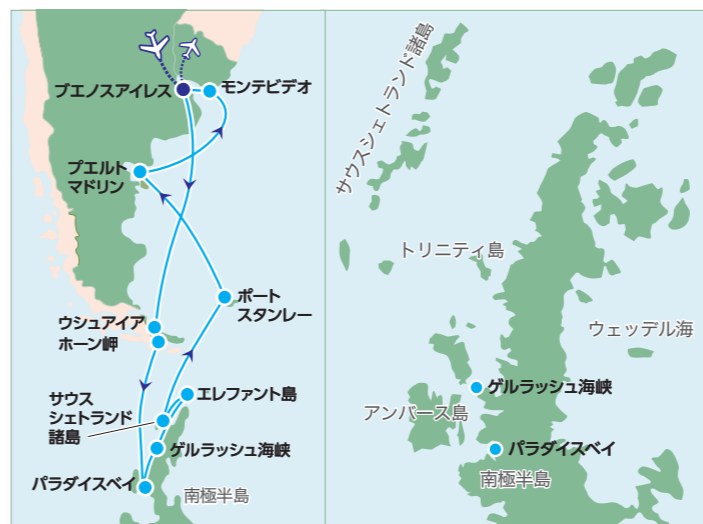 ブエノスアイレス
モンテビデオ
プエルト
マドリン
ポート
スタンレー
ウシュアイア
ホーン岬
サウス
シェトランド
諸島
エレファント島
ゲルラッシュ海峡
パラダイスベイ
南極半島
サウスシェトランド諸島
トリニティ島
ウェッデル海
ゲルラッシュ海峡
アンバース島
パラダイスベイ
南極半島